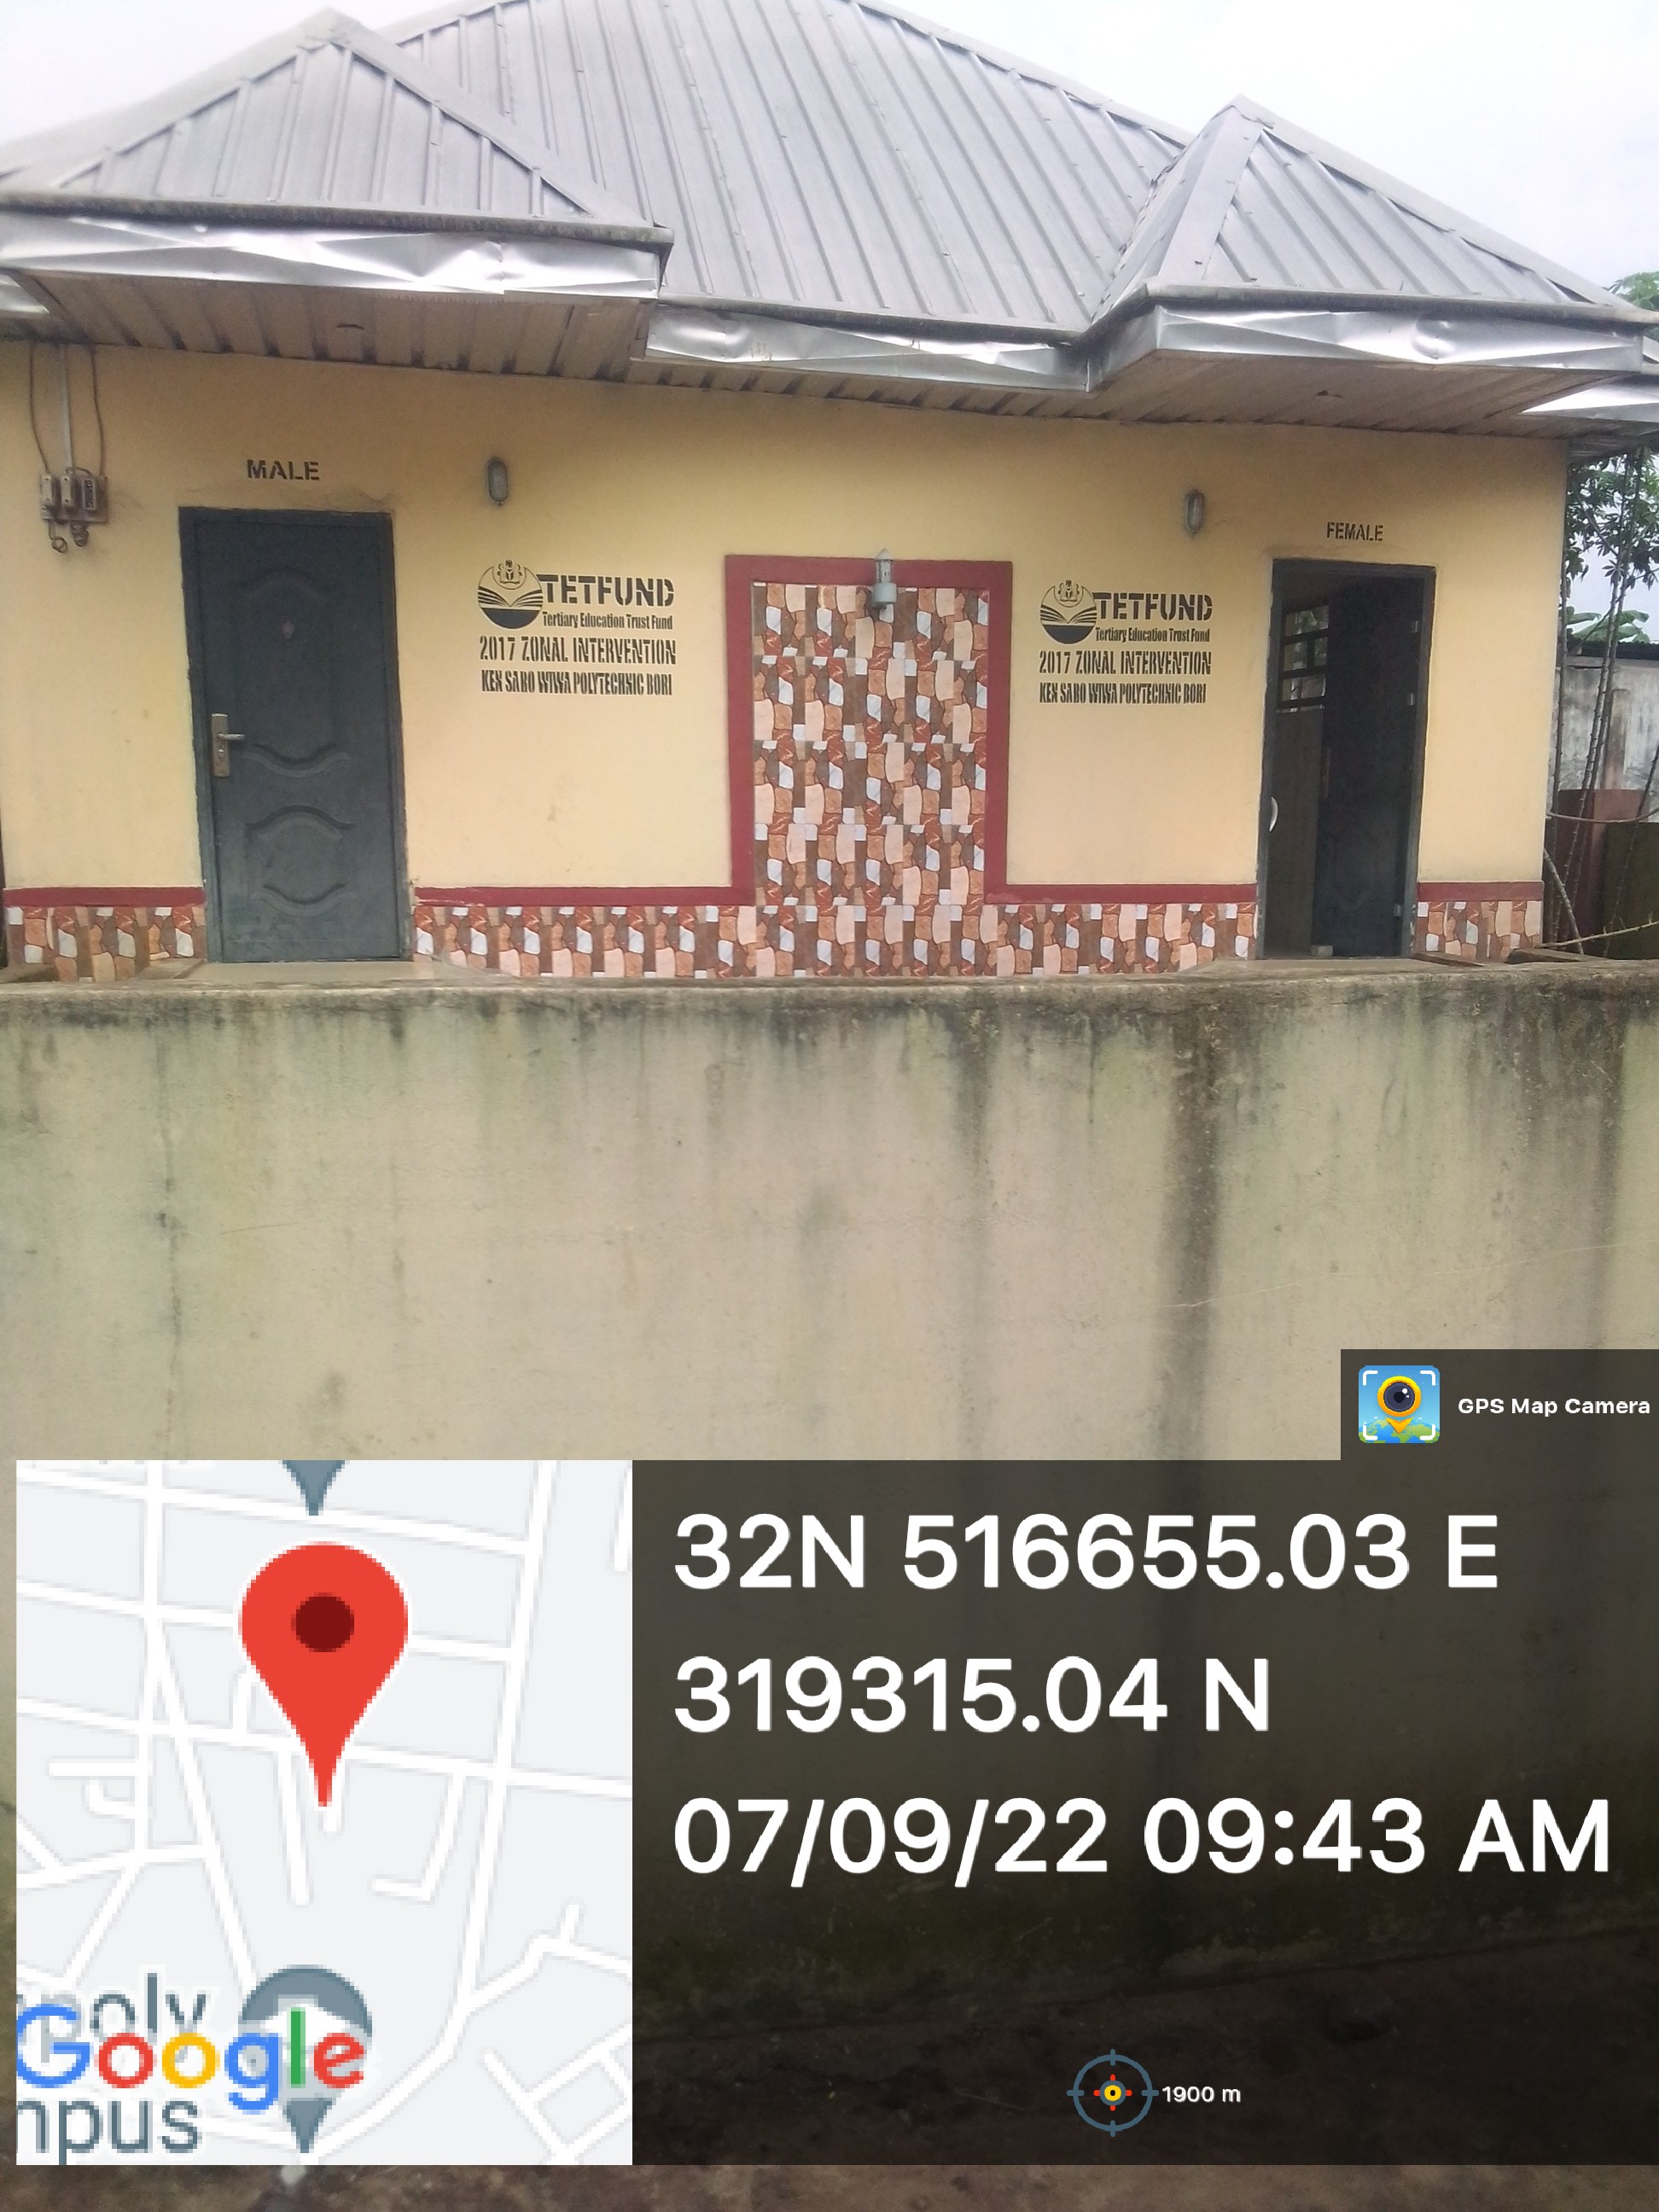 MALE
FEMALE
TETFUND
Tertiary Education Trust Fund
2017 ZONAL INTERVENTION
KEN SARO WIWA POLYTECHNIC BORI
TETFUND
Tertiary Education Trust Fund
2017 ZONAL INTERVENTION
KEN SARO WIWA POLYTECHNIC BORI
GPS Map Camera
32N 516655.03 E
319315.04 N
07/09/22 09:43 AM
Google
1900 m